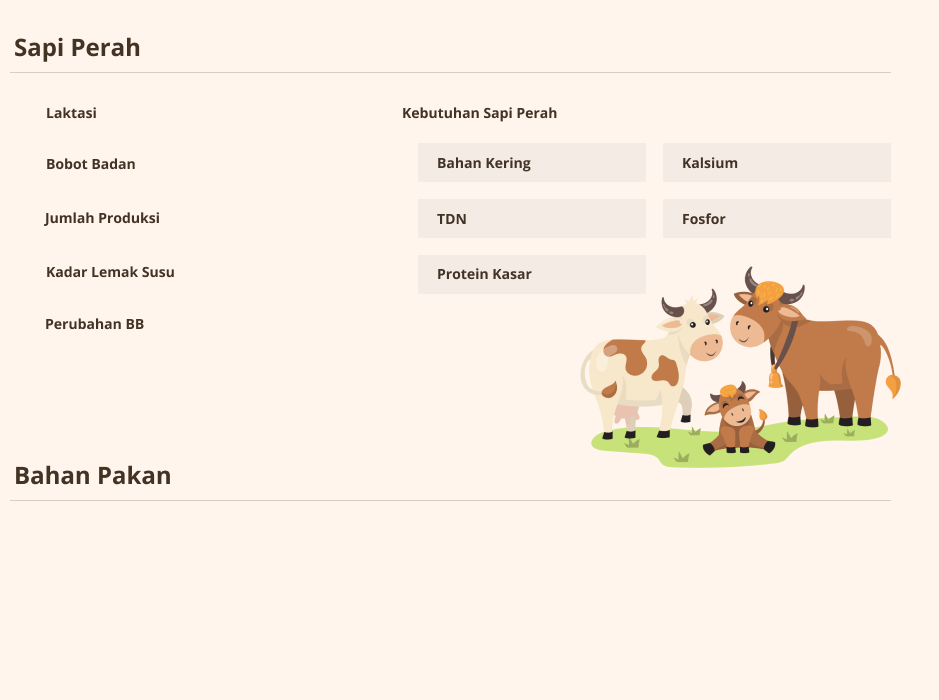 Sapi Perah
Laktasi
Bobot Badan
Jumlah Produksi
Kadar Lemak Susu
Perubahan BB
Kebutuhan Sapi Perah
Bahan Kering
Kalsium
TDN
Fosfor
Protein Kasar
Bahan Pakan